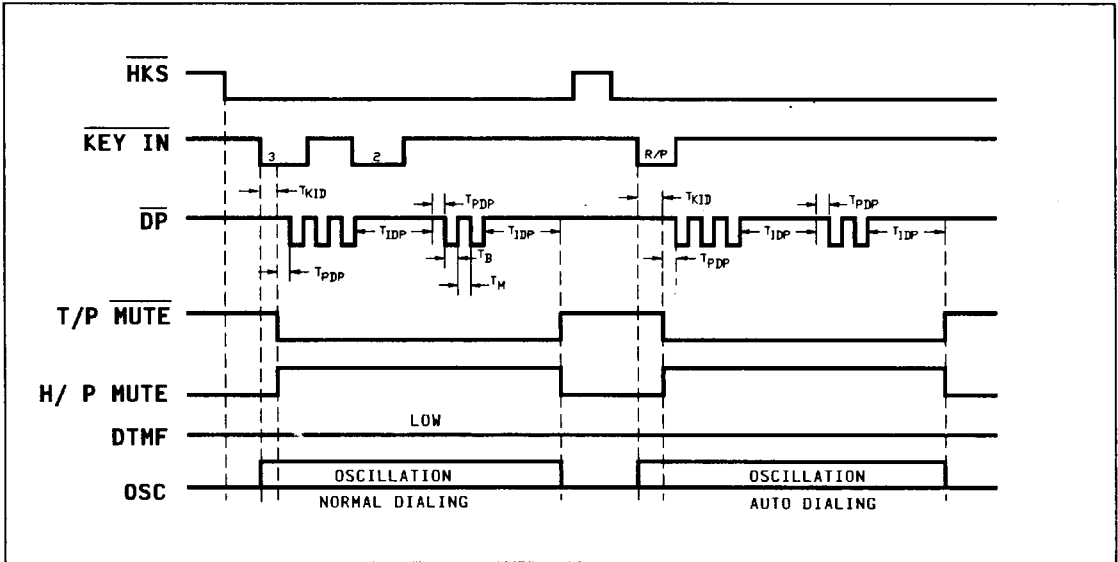 HKS
KEY IN
3
2
R/P
TKID
TPDP
TKID
TPDP
DP
TIDP
TIDP
TIDP
TIDP
TB
TPDP
TPDP
TM
T/P MUTE
H/ P MUTE
LOW
DTMF
OSCILLATION
OSCILLATION
OSC
NORMAL DIALING
AUTO DIALING